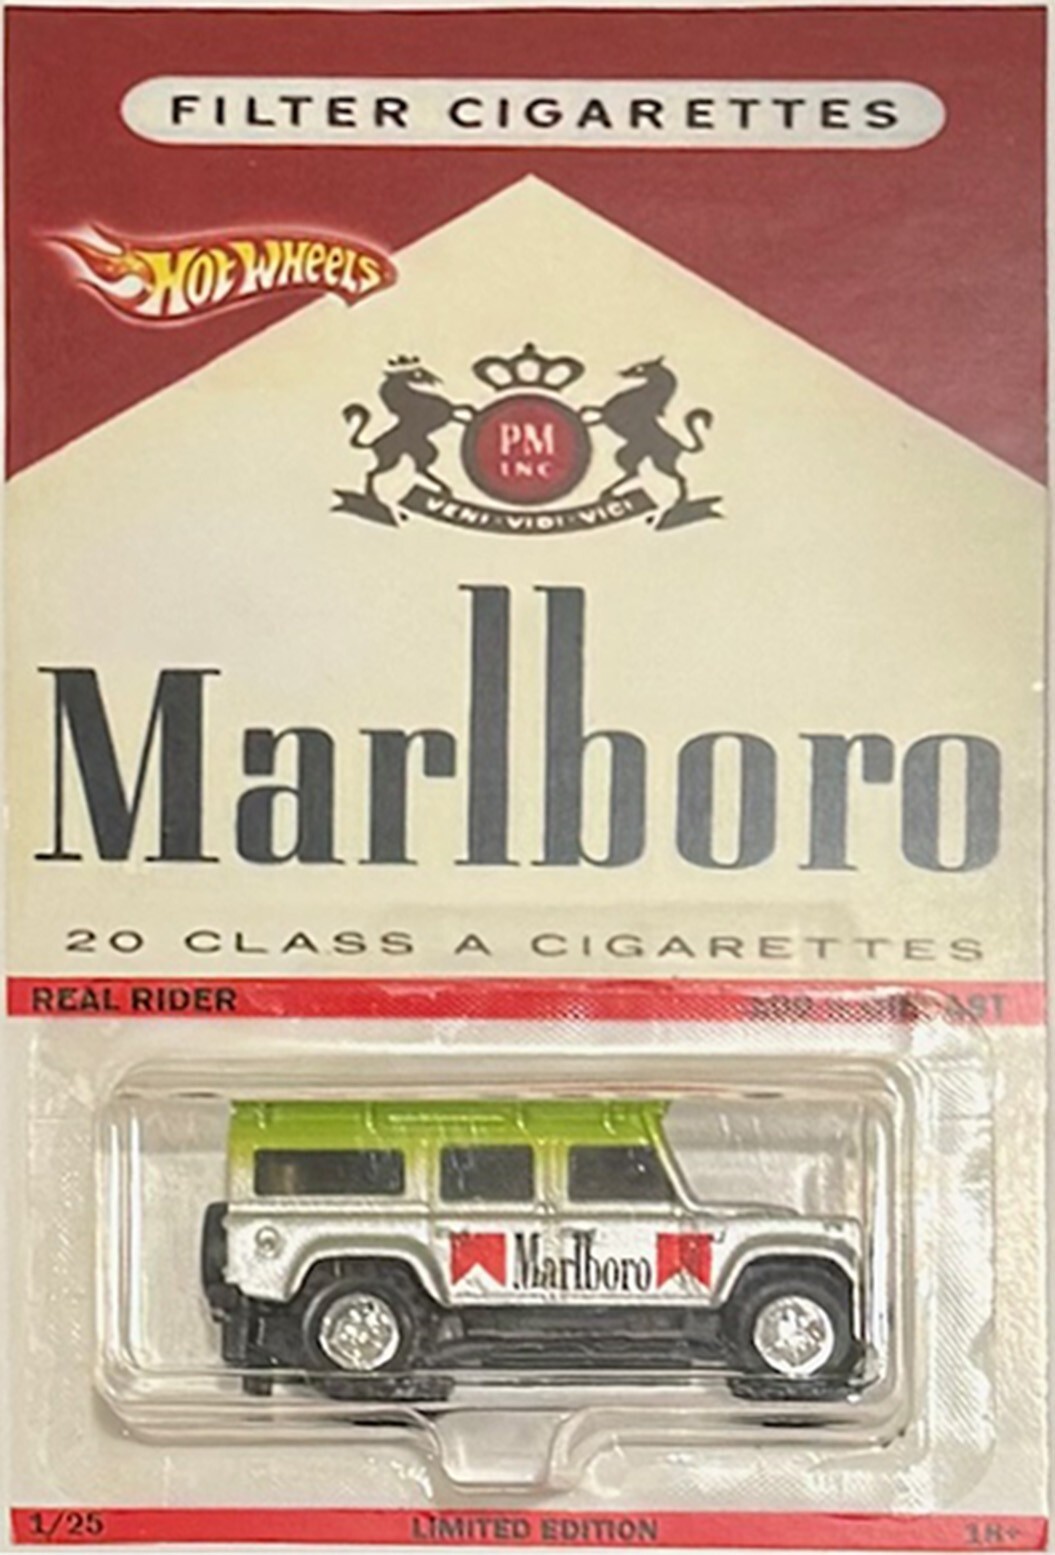 FILTER CIGARETTES
HOT WHEELS
PM
INC
VENI·VIDI·VICI
Marlboro
20 CLASS A CIGARETTES
REAL RIDER
Marlboro
1/25
LIMITED EDITION
18+